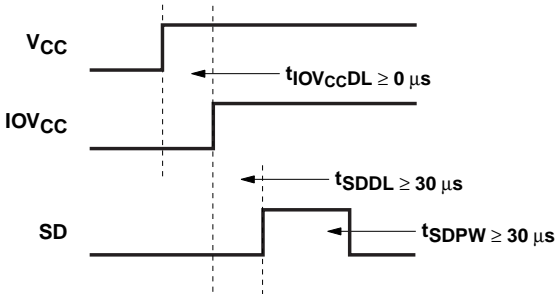 VCC
tIOVCCDL ≥ 0 μs
IOVCC
tSDDL ≥ 30 μs
SD
tSDPW ≥ 30 μs